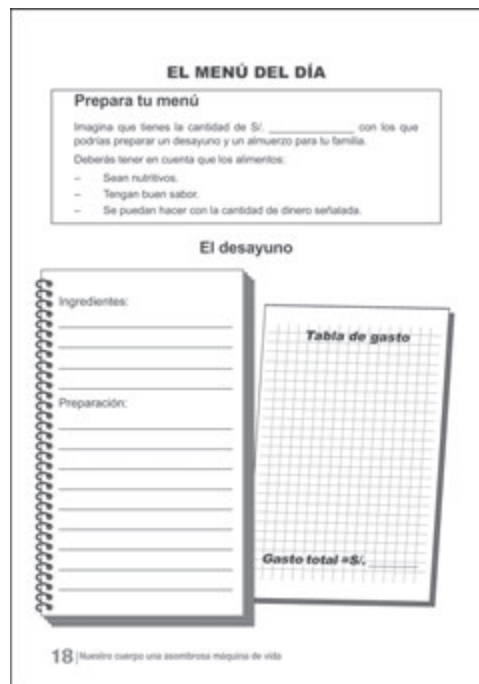 EL MENÚ DEL DÍA
Prepara tu menú
Imagina que tienes la cantidad de S/. ______________ con los que
podrías preparar un desayuno y un almuerzo para tu familia.
Deberás tener en cuenta que los alimentos:
– Sean nutritivos.
– Tengan buen sabor.
– Se puedan hacer con la cantidad de dinero señalada.
El desayuno
Ingredientes:
Preparación:
Tabla de gasto
Gasto total =S/. ________
18 | Nuestro cuerpo una asombrosa máquina de vida